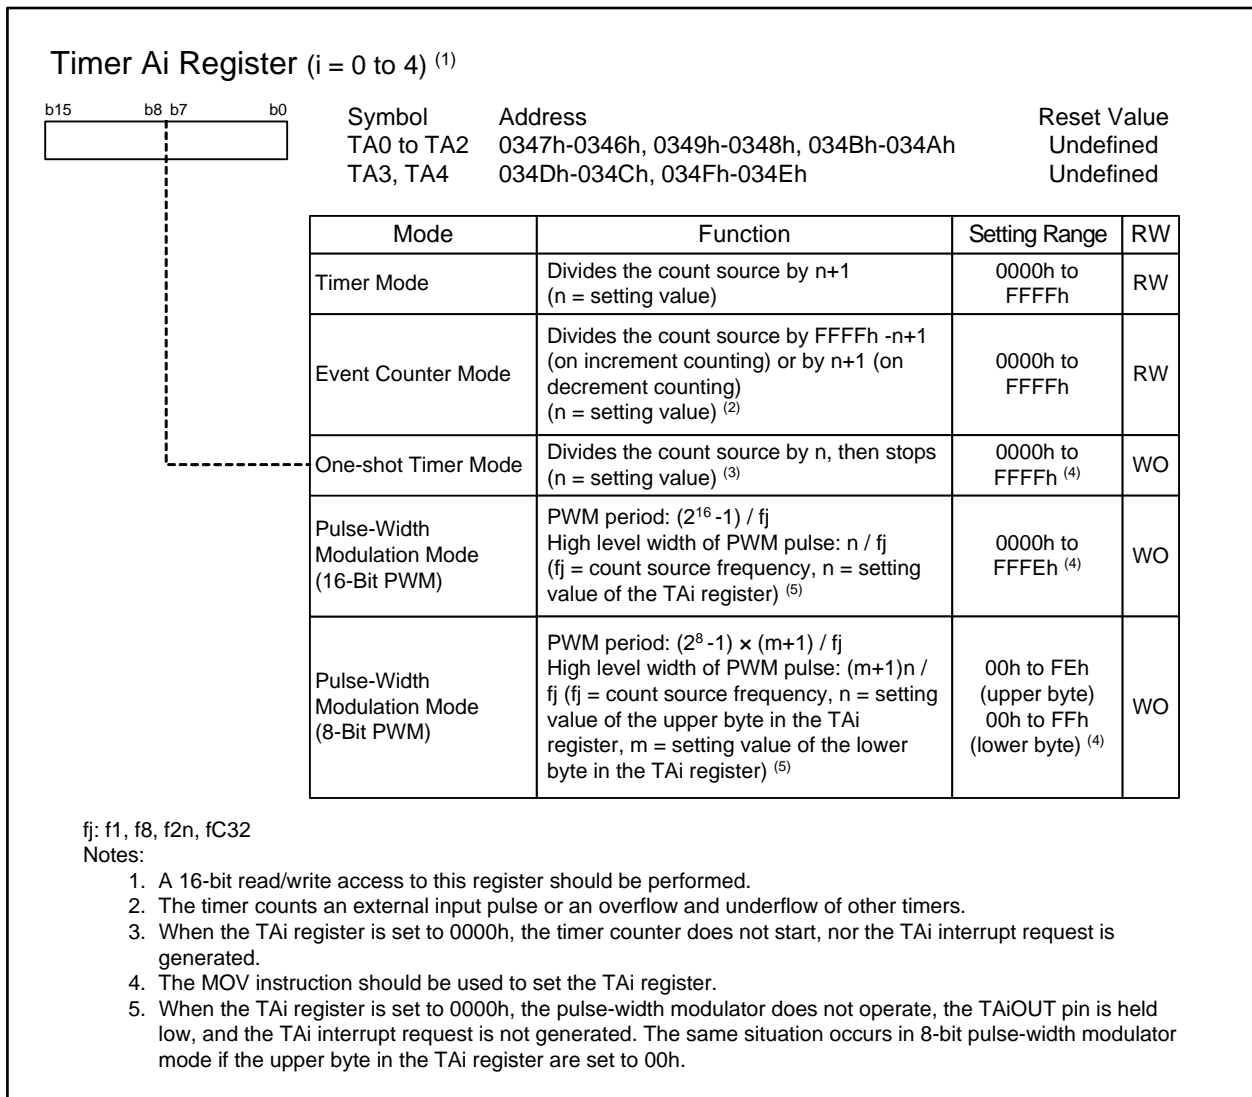 Timer Ai Register (i = 0 to 4) (1)
b15 b8 b7 b0
Symbol Address Reset Value
TA0 to TA2 0347h-0346h, 0349h-0348h, 034Bh-034Ah Undefined
TA3, TA4 034Dh-034Ch, 034Fh-034Eh Undefined
Mode Function Setting Range RW
Timer Mode
Divides the count source by n+1
(n = setting value)
0000h to
FFFFh
RW
Event Counter Mode
Divides the count source by FFFFh -n+1
(on increment counting) or by n+1 (on
decrement counting)
(n = setting value) (2)
0000h to
FFFFh
RW
One-shot Timer Mode
Divides the count source by n, then stops
(n = setting value) (3)
0000h to
FFFFh (4)
WO
Pulse-Width
Modulation Mode
(16-Bit PWM)
PWM period: (2^16 -1) / fj
High level width of PWM pulse: n / fj
(fj = count source frequency, n = setting
value of the TAi register) (5)
0000h to
FFFEh (4)
WO
Pulse-Width
Modulation Mode
(8-Bit PWM)
PWM period: (2^8 -1) × (m+1) / fj
High level width of PWM pulse: (m+1)n /
fj (fj = count source frequency, n = setting
value of the upper byte in the TAi
register, m = setting value of the lower
byte in the TAi register) (5)
00h to FEh
(upper byte)
00h to FFh
(lower byte) (4)
WO
fj: f1, f8, f2n, fC32
Notes:
1. A 16-bit read/write access to this register should be performed.
2. The timer counts an external input pulse or an overflow and underflow of other timers.
3. When the TAi register is set to 0000h, the timer counter does not start, nor the TAi interrupt request is
generated.
4. The MOV instruction should be used to set the TAi register.
5. When the TAi register is set to 0000h, the pulse-width modulator does not operate, the TAiOUT pin is held
low, and the TAi interrupt request is not generated. The same situation occurs in 8-bit pulse-width modulator
mode if the upper byte in the TAi register are set to 00h.